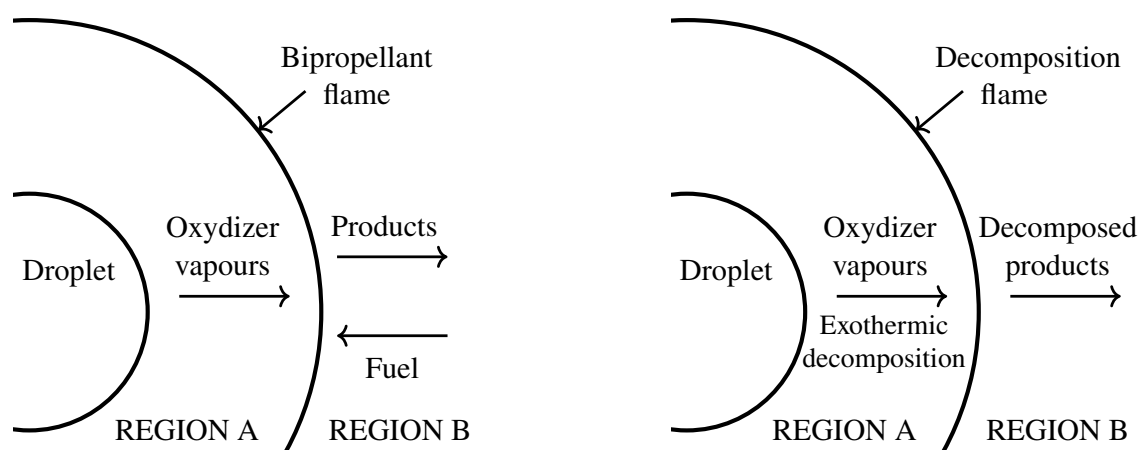 Bipropellant
flame
Oxydizer
vapours
Products
Droplet
Fuel
REGION A
REGION B
Decomposition
flame
Oxydizer
vapours
Decomposed
products
Droplet
Exothermic
decomposition
REGION A
REGION B